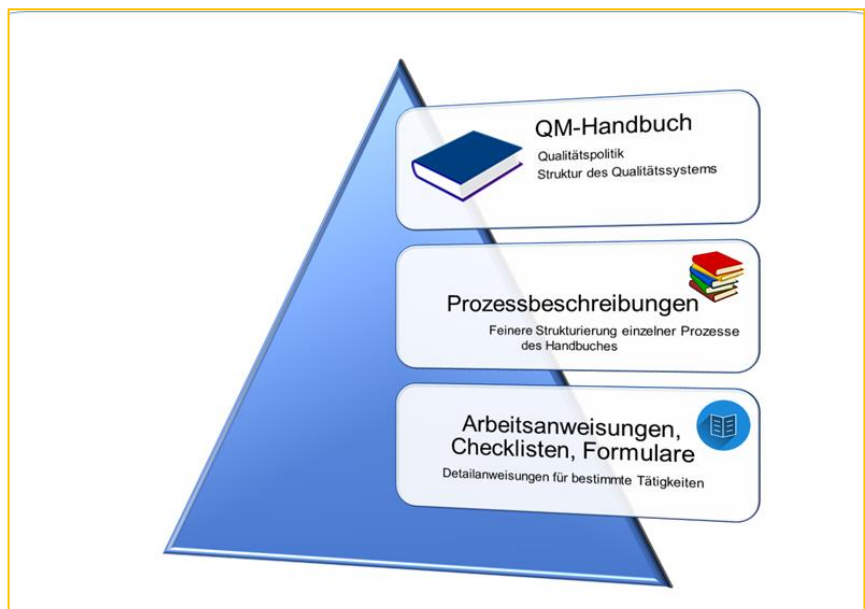 QM-Handbuch
Qualitätspolitik
Struktur des Qualitätssystems
Prozessbeschreibungen
Feinere Strukturierung einzelner Prozesse
des Handbuches
Arbeitsanweisungen,
Checklisten, Formulare
Detailanweisungen für bestimmte Tätigkeiten